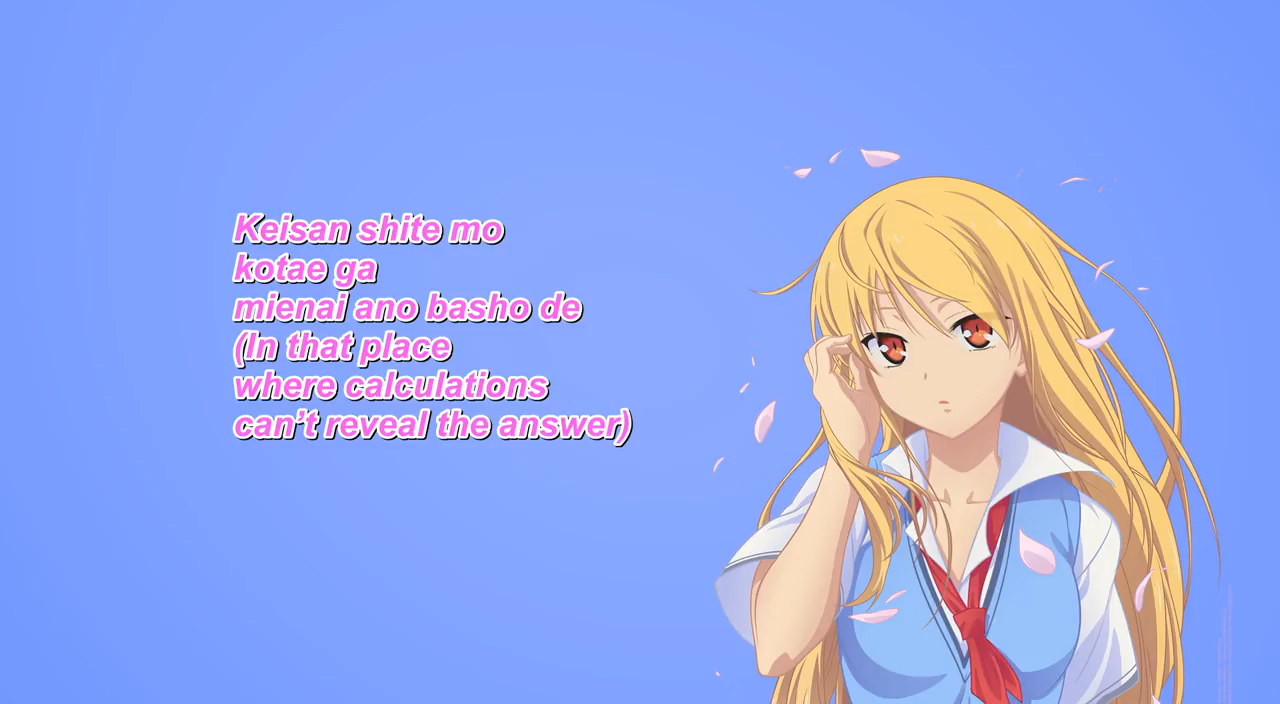 Keisan shite mo
kotae ga
mienai ano basho de
(In that place
where calculations
can’t reveal the answer)